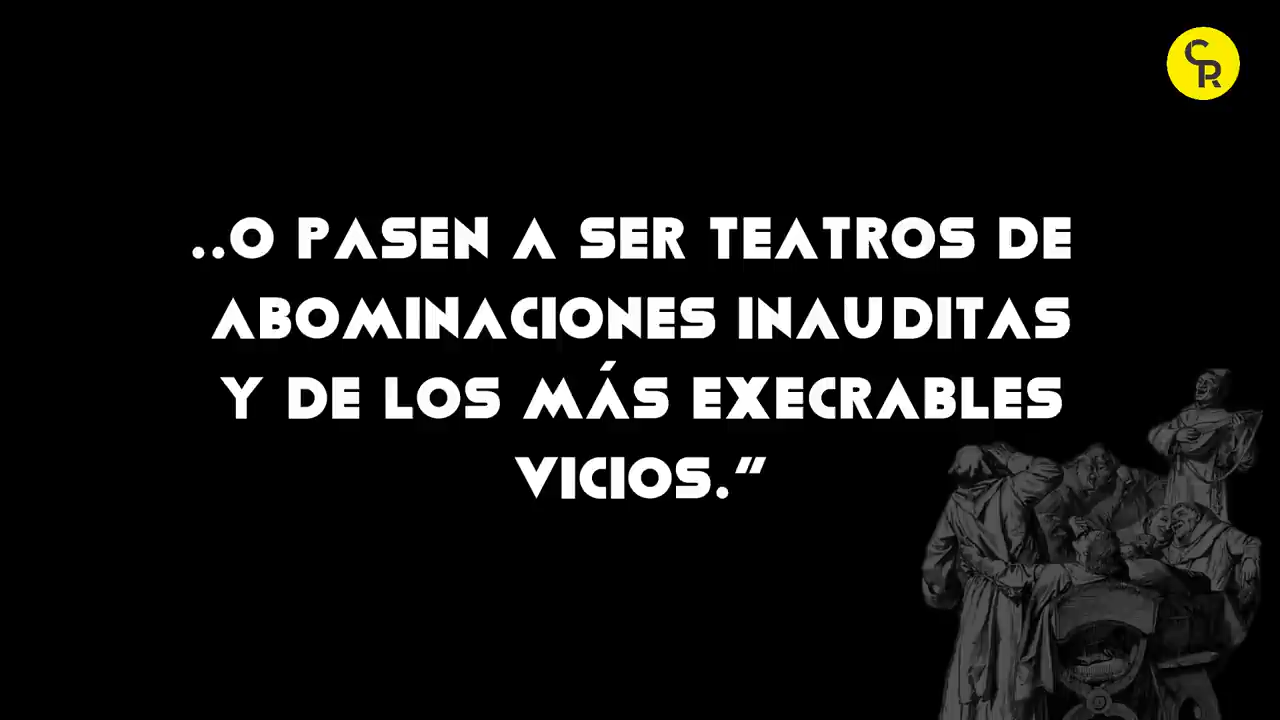 CR
..O PASEN A SER TEATROS DE
ABOMINACIONES INAUDITAS
Y DE LOS MÁS EXECRABLES
VICIOS."